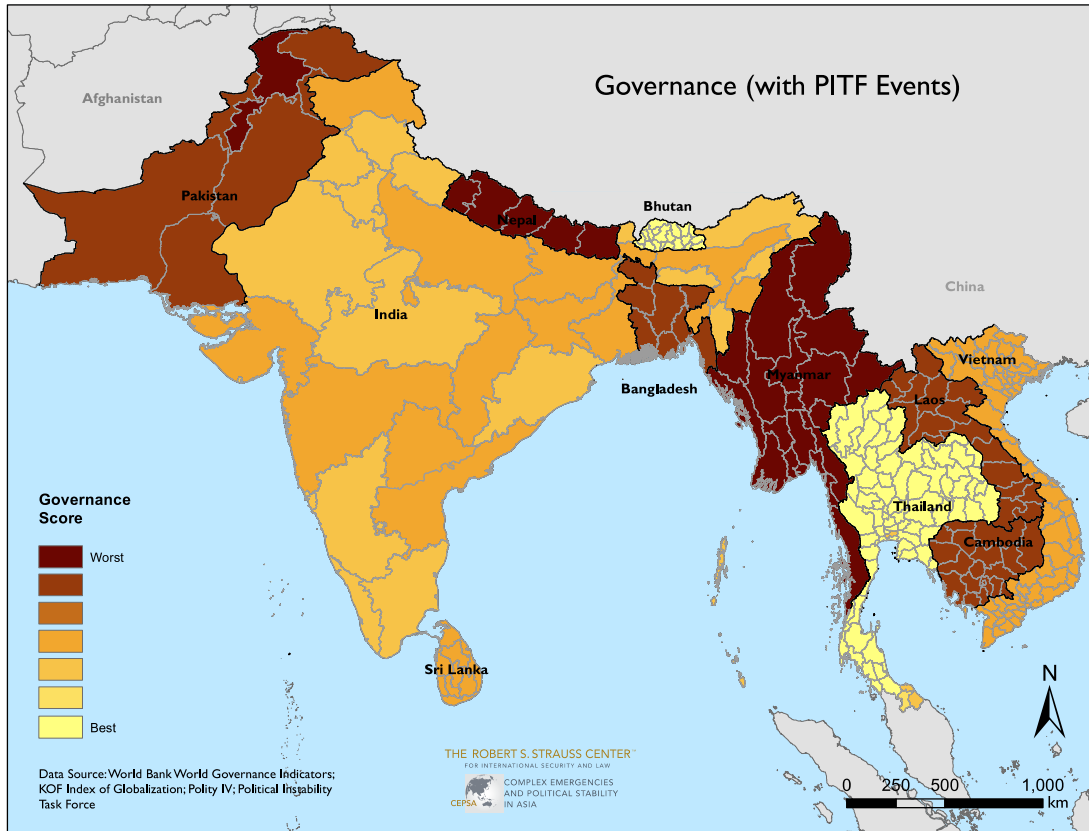 Governance (with PITF Events)
Afghanistan
Pakistan
Nepal
Bhutan
China
India
Bangladesh
Myanmar
Vietnam
Laos
Thailand
Cambodia
Sri Lanka
Governance
Score
Worst
Best
Data Source: World Bank World Governance Indicators;
KOF Index of Globalization; Polity IV; Political Instability
Task Force
THE ROBERT S. STRAUSS CENTER™
FOR INTERNATIONAL SECURITY AND LAW
CEPSA
COMPLEX EMERGENCIES
AND POLITICAL STABILITY
IN ASIA
N
0 250 500 1,000
km